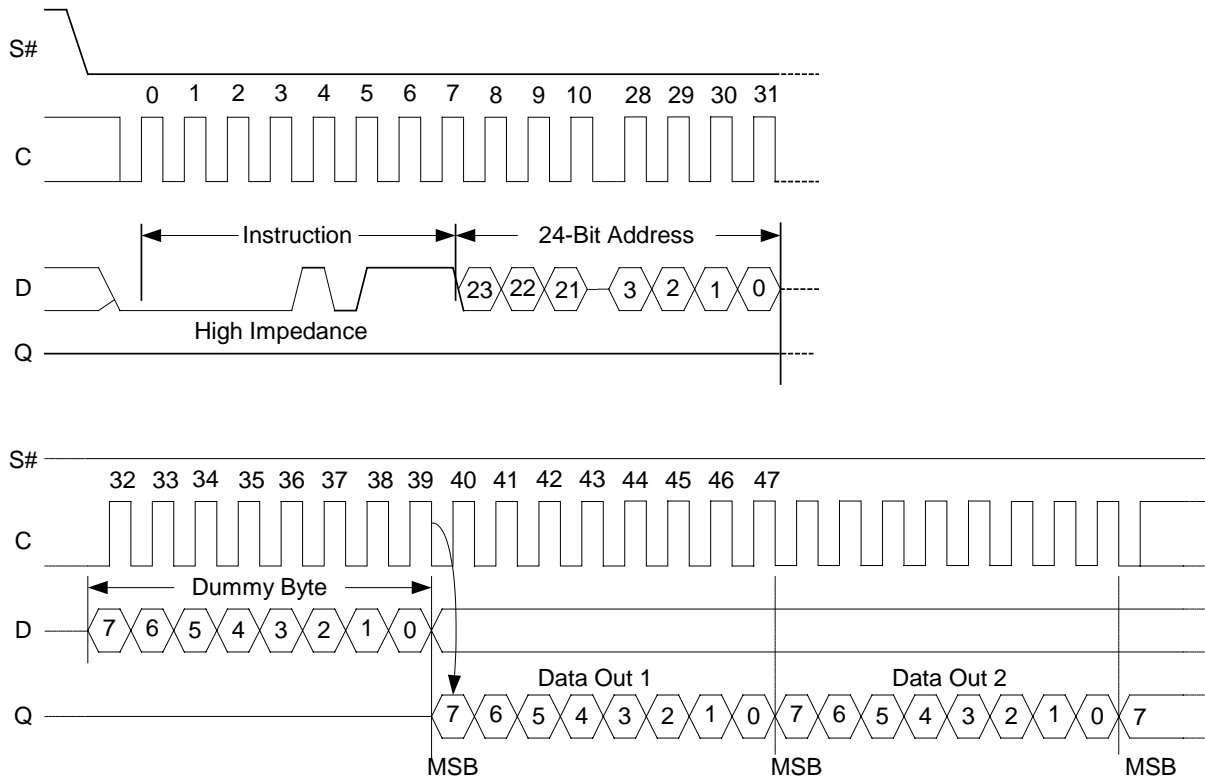 S#
0 1 2 3 4 5 6 7 8 9 10 28 29 30 31
C
Instruction 24-Bit Address
D 23 22 21 3 2 1 0
High Impedance
Q
S#
32 33 34 35 36 37 38 39 40 41 42 43 44 45 46 47
C
Dummy Byte
D 7 6 5 4 3 2 1 0
Data Out 1 Data Out 2
Q 7 6 5 4 3 2 1 0 7 6 5 4 3 2 1 0 7
MSB MSB MSB